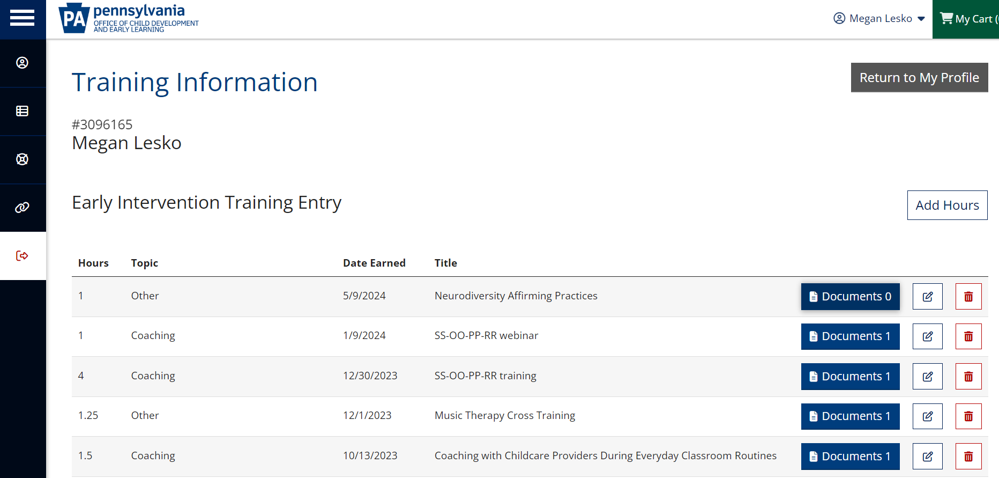 PA pennsylvania
OFFICE OF CHILD DEVELOPMENT
AND EARLY LEARNING
Megan Lesko
My Cart (
Training Information
Return to My Profile
#3096165
Megan Lesko
Early Intervention Training Entry
Add Hours
Hours Topic Date Earned Title
1 Other 5/9/2024 Neurodiversity Affirming Practices Documents 0
1 Coaching 1/9/2024 SS-OO-PP-RR webinar Documents 1
4 Coaching 12/30/2023 SS-OO-PP-RR training Documents 1
1.25 Other 12/1/2023 Music Therapy Cross Training Documents 1
1.5 Coaching 10/13/2023 Coaching with Childcare Providers During Everyday Classroom Routines Documents 1